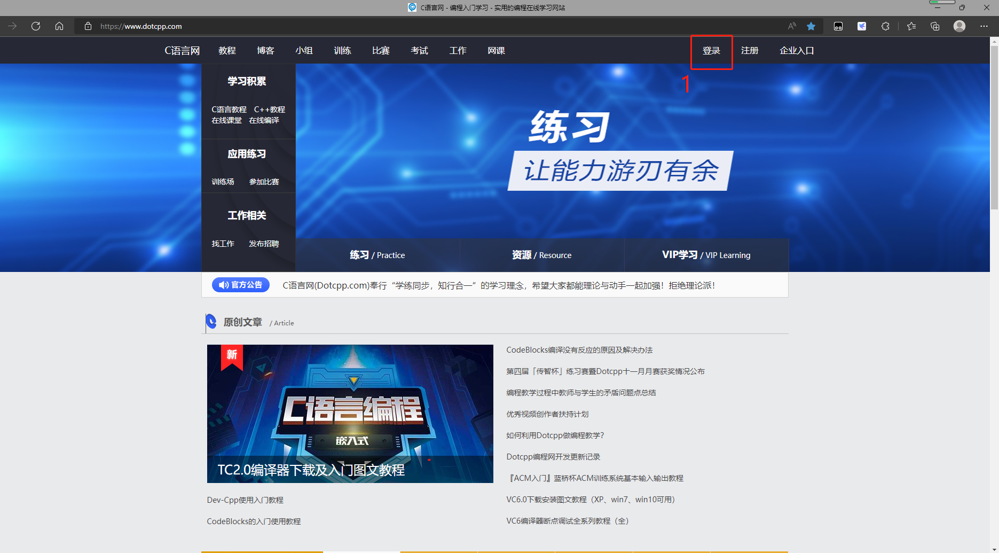 C语言网 - 编程入门学习 - 实用的编程在线学习网站
https://www.dotcpp.com
C语言网 教程 博客 小组 训练 比赛 考试 工作 网课 登录 注册 企业入口
1
学习积累
C语言教程 C++教程
在线课堂 在线编译
应用练习
训练场 参加比赛
工作相关
找工作 发布招聘
练习
让能力游刃有余
练习 / Practice 资源 / Resource VIP学习 / VIP Learning
官方公告 C语言网(Dotcpp.com)奉行“学练同步，知行合一”的学习理念，希望大家都能理论与动手一起加强！拒绝理论派！
原创文章 / Article
新
C语言编程
嵌入式
TC2.0编译器下载及入门图文教程
Dev-Cpp使用入门教程
CodeBlocks的入门使用教程
CodeBlocks编译没有反应的原因及解决办法
第四届「传智杯」练习赛暨Dotcpp十一月月赛获奖情况公布
编程教学过程中教师与学生的矛盾问题点总结
优秀视频创作者扶持计划
如何利用Dotcpp做编程教学？
Dotcpp编程网开发更新记录
『ACM入门』蓝桥杯ACM训练系统基本输入输出教程
VC6.0下载安装图文教程（XP、win7、win10可用）
VC6编译器断点调试全系列教程（全）